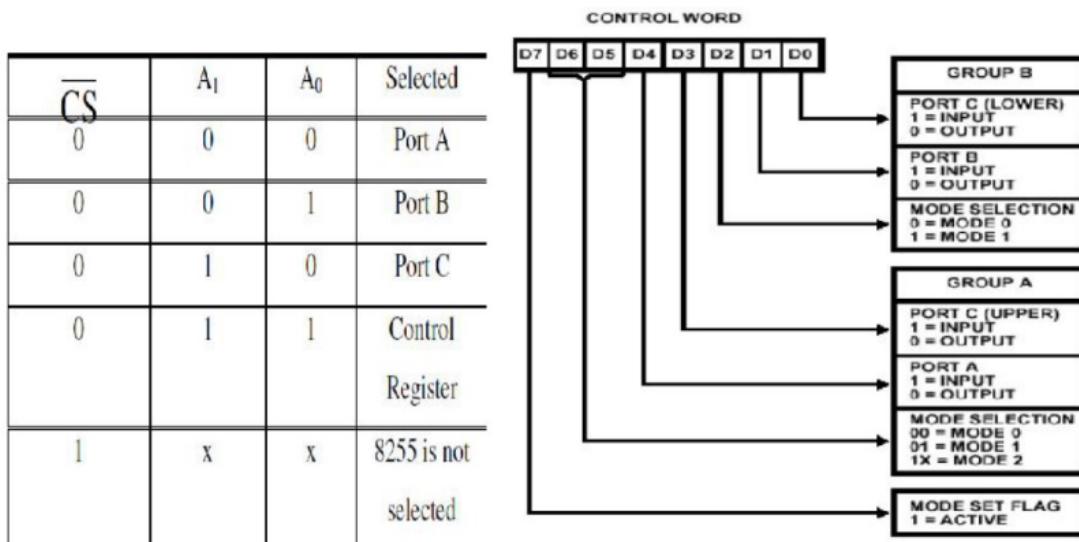 CS A1 A0 Selected
0 0 0 Port A
0 0 1 Port B
0 1 0 Port C
0 1 1 Control
Register
1 x x 8255 is not
selected
CONTROL WORD
D7 D6 D5 D4 D3 D2 D1 D0
GROUP B
PORT C (LOWER)
1 = INPUT
0 = OUTPUT
PORT B
1 = INPUT
0 = OUTPUT
MODE SELECTION
0 = MODE 0
1 = MODE 1
GROUP A
PORT C (UPPER)
1 = INPUT
0 = OUTPUT
PORT A
1 = INPUT
0 = OUTPUT
MODE SELECTION
00 = MODE 0
01 = MODE 1
1X = MODE 2
MODE SET FLAG
1 = ACTIVE